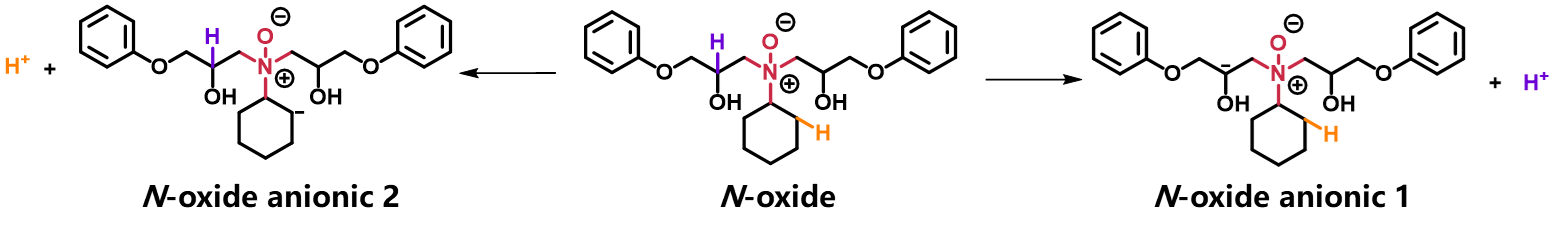 H⁺ + O OH H N O⊖ ⊕ OH O −
O OH H N O⊖ ⊕ OH O H
O − OH N O⊖ ⊕ OH O H + H⁺
N-oxide anionic 2
N-oxide
N-oxide anionic 1